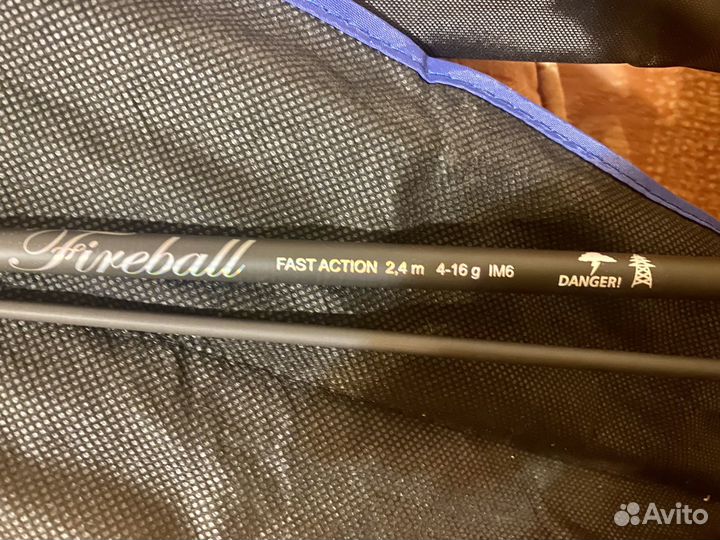 Fireball FAST ACTION 2,4 m 4-16 g IM6 DANGER!
Avito